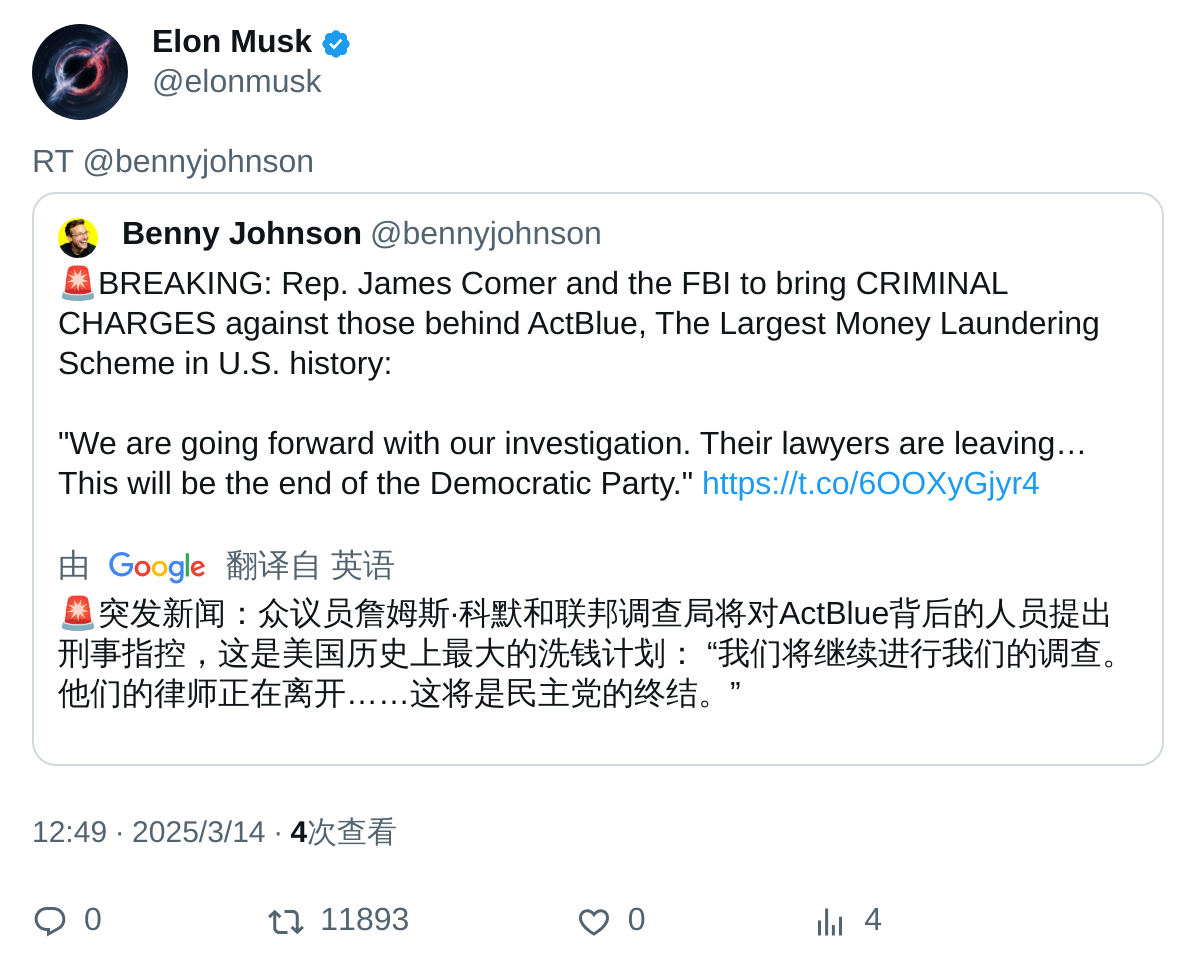 Elon Musk
@elonmusk
RT @bennyjohnson
Benny Johnson @bennyjohnson
🚨BREAKING: Rep. James Comer and the FBI to bring CRIMINAL
CHARGES against those behind ActBlue, The Largest Money Laundering
Scheme in U.S. history:
"We are going forward with our investigation. Their lawyers are leaving…
This will be the end of the Democratic Party." https://t.co/6OOXyGjyr4
由 Google 翻译自 英语
🚨突发新闻：众议员詹姆斯·科默和联邦调查局将对ActBlue背后的人员提出
刑事指控，这是美国历史上最大的洗钱计划： “我们将继续进行我们的调查。
他们的律师正在离开……这将是民主党的终结。”
12:49 · 2025/3/14 · 4次查看
0 11893 0 4